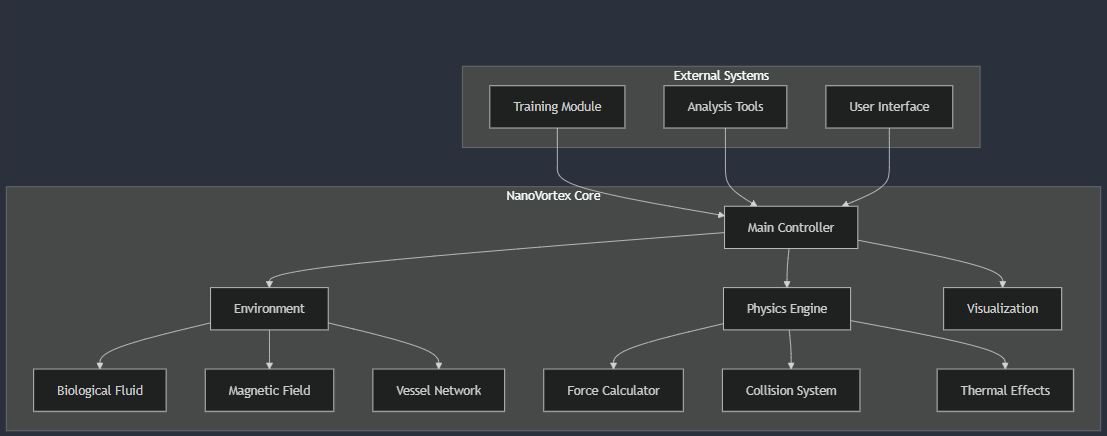 External Systems
Training Module
Analysis Tools
User Interface
NanoVortex Core
Main Controller
Environment
Physics Engine
Visualization
Biological Fluid
Magnetic Field
Vessel Network
Force Calculator
Collision System
Thermal Effects